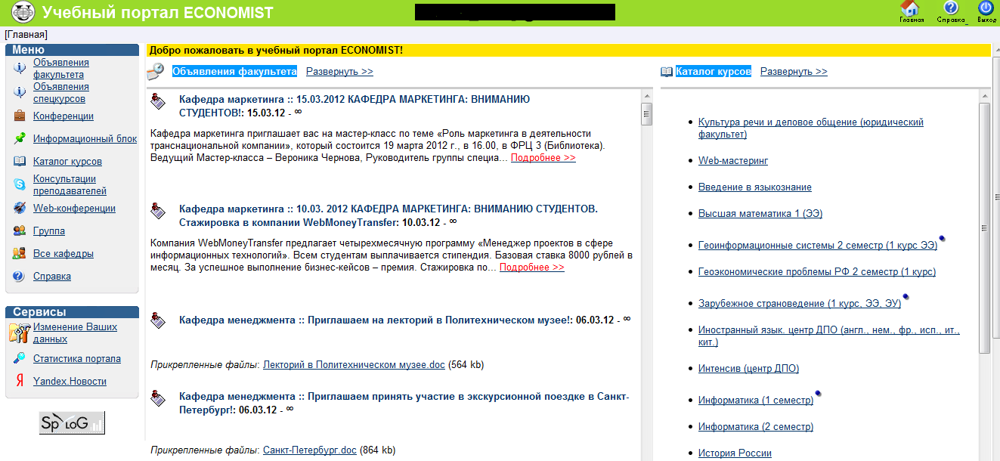 Учебный портал ECONOMIST
Главная
Справка
Выход
[Главная]
Меню
Объявления
факультета
Объявления
спецкурсов
Конференции
Информационный блок
Каталог курсов
Консультации
преподавателей
Web-конференции
Группа
Все кафедры
Справка
Сервисы
Изменение Ваших
данных
Статистика портала
Я Yandex.Новости
SpyLOG
Добро пожаловать в учебный портал ECONOMIST!
Объявления факультета Развернуть >>
Кафедра маркетинга :: 15.03.2012 КАФЕДРА МАРКЕТИНГА: ВНИМАНИЮ
СТУДЕНТОВ!: 15.03.12 - ∞
Кафедра маркетинга приглашает вас на мастер-класс по теме «Роль маркетинга в деятельности
транснациональной компании», который состоится 19 марта 2012 г., в 16.00, в ФРЦ 3 (Библиотека).
Ведущий Мастер-класса – Вероника Чернова, Руководитель группы специа... Подробнее >>
Кафедра маркетинга :: 10.03. 2012 КАФЕДРА МАРКЕТИНГА: ВНИМАНИЮ СТУДЕНТОВ.
Стажировка в компании WebMoneyTransfer: 10.03.12 - ∞
Компания WebMoneyTransfer предлагает четырехмесячную программу «Менеджер проектов в сфере
информационных технологий». Всем студентам выплачивается стипендия. Базовая ставка 8000 рублей в
месяц. За успешное выполнение бизнес-кейсов – премия. Стажировка по... Подробнее >>
Кафедра менеджмента :: Приглашаем на лекторий в Политехническом музее!: 06.03.12 - ∞
Прикрепленные файлы: Лекторий в Политехническом музее.doc (564 kb)
Кафедра менеджмента :: Приглашаем принять участие в экскурсионной поездке в Санкт-
Петербург!: 06.03.12 - ∞
Прикрепленные файлы: Санкт-Петербург.doc (864 kb)
Каталог курсов Развернуть >>
Культура речи и деловое общение (юридический
факультет)
Web-мастеринг
Введение в языкознание
Высшая математика 1 (ЭЭ)
Геоинформационные системы 2 семестр (1 курс ЭЭ)
Геоэкономические проблемы РФ 2 семестр (1 курс)
Зарубежное страноведение (1 курс, ЭЭ, ЭУ)
Иностранный язык. центр ДПО (англ., нем., фр., исп., ит.,
кит.)
Интенсив (центр ДПО)
Информатика (1 семестр)
Информатика (2 семестр)
История России